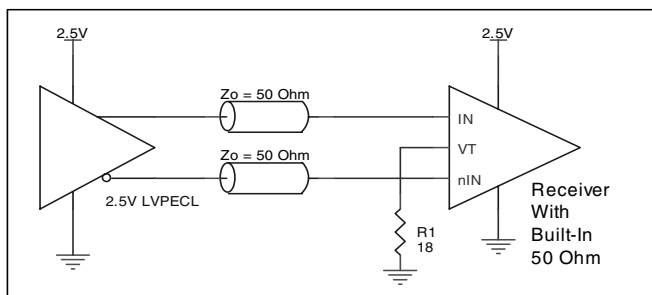 2.5V
2.5V
Zo = 50 Ohm
IN
VT
Zo = 50 Ohm
nIN
2.5V LVPECL
R1
18
Receiver
With
Built-In
50 Ohm